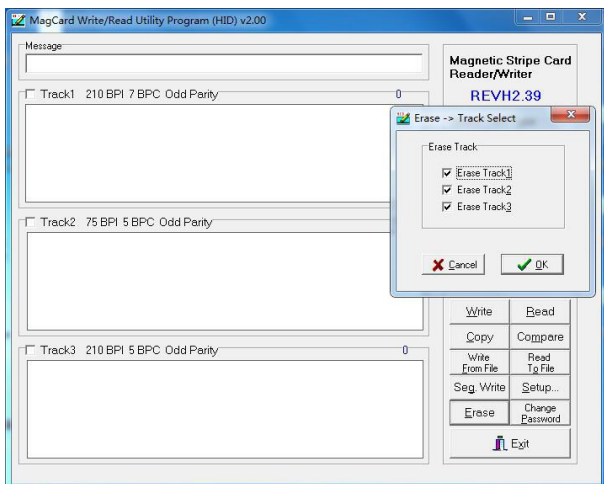 MagCard Write/Read Utility Program (HID) v2.00
Message
Magnetic Stripe Card
Reader/Writer
REVH2.39
Track1 210 BPI 7 BPC Odd Parity 0
Erase -> Track Select
Erase Track
Erase Track1
Erase Track2
Erase Track3
Cancel
OK
Track2 75 BPI 5 BPC Odd Parity
Write
Read
Copy
Compare
Write
From File
Read
To File
Track3 210 BPI 5 BPC Odd Parity 0
Seg. Write
Setup...
Erase
Change
Password
Exit